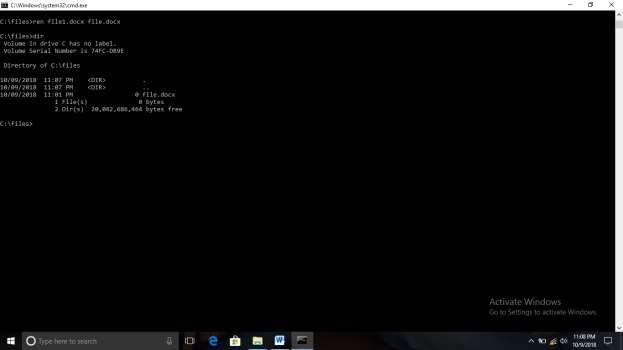 C:\Windows\system32\cmd.exe
C:\files>ren file1.docx file.docx
C:\files>dir
Volume in drive C has no label.
Volume Serial Number is 74FC-DR9E
Directory of C:\files
10/09/2018  11:07 PM    <DIR>          .
10/09/2018  11:07 PM    <DIR>          ..
10/09/2018  11:01 PM                 0 file.docx
1 File(s)              0 bytes
2 Dir(s)  20,042,686,464 bytes free
C:\files>
Activate Windows
Go to Settings to activate Windows.
Type here to search
11:08 PM
10/9/2018